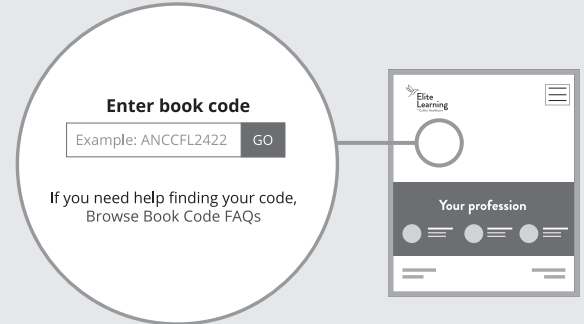 Enter book code
Example: ANCCFL2422 GO
If you need help finding your code,
Browse Book Code FAQs
Elite
Learning
Your profession